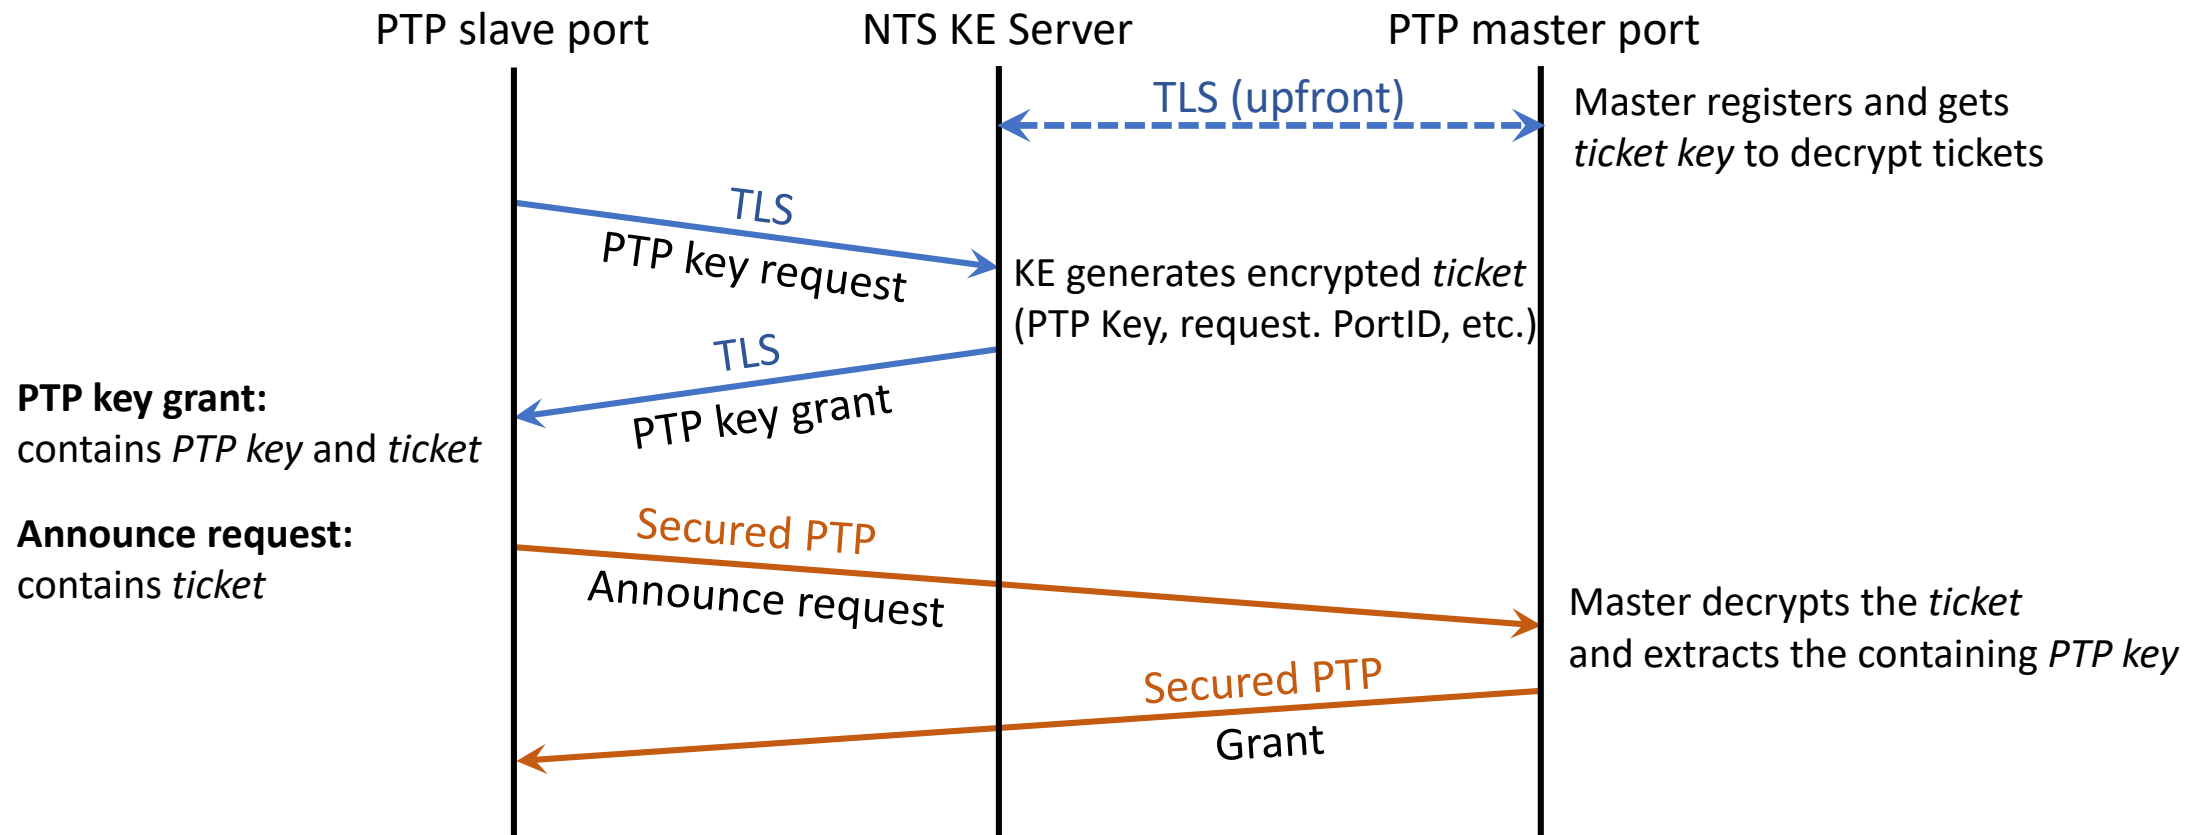 PTP slave port
NTS KE Server
PTP master port
TLS (upfront)
Master registers and gets
ticket key to decrypt tickets
TLS
PTP key request
KE generates encrypted ticket
(PTP Key, request. PortID, etc.)
TLS
PTP key grant
PTP key grant:
contains PTP key and ticket
Announce request:
contains ticket
Secured PTP
Announce request
Master decrypts the ticket
and extracts the containing PTP key
Secured PTP
Grant